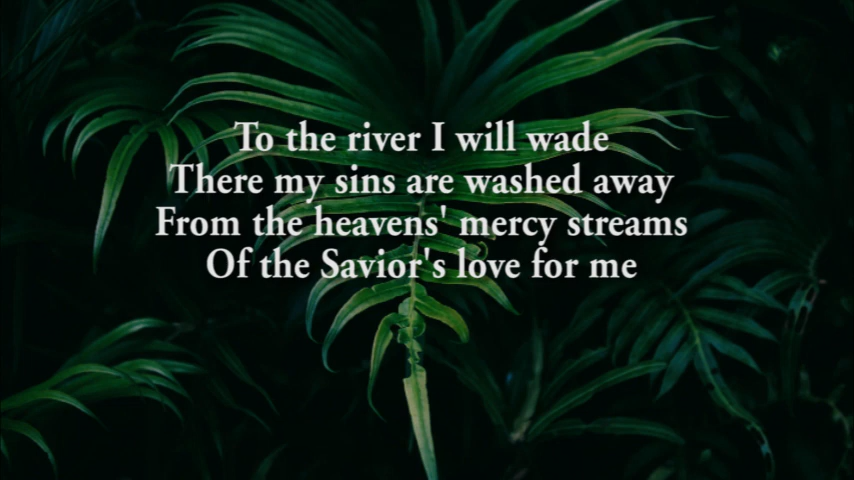 To the river I will wade
There my sins are washed away
From the heavens' mercy streams
Of the Savior's love for me